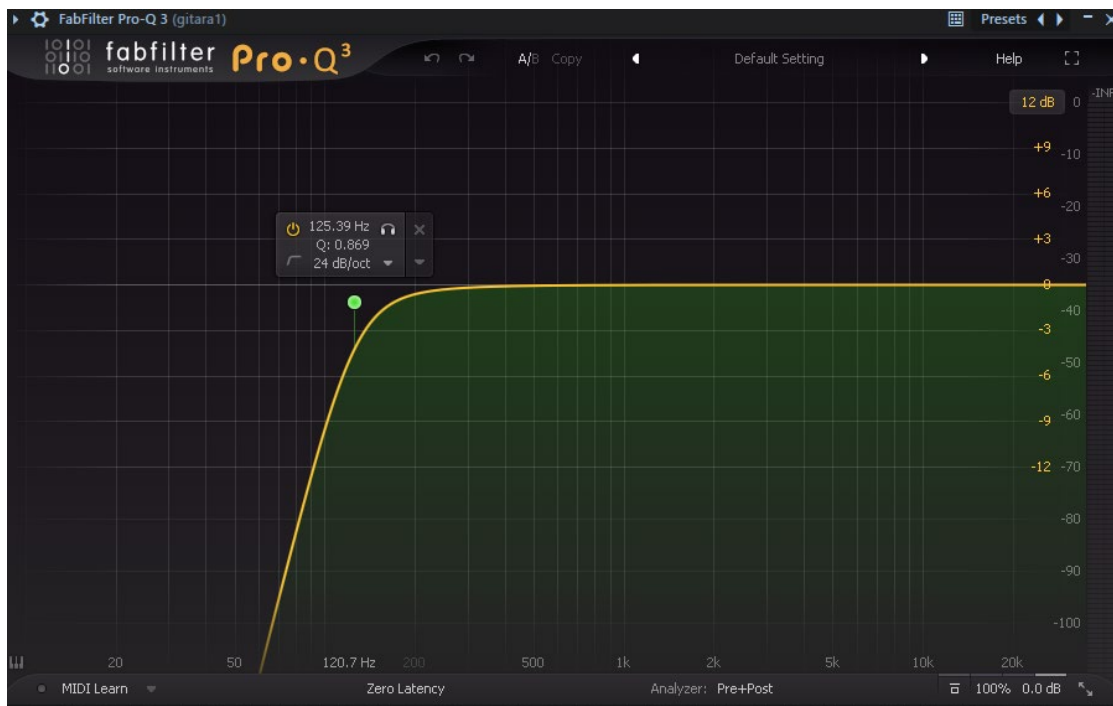 FabFilter Pro-Q 3 (gitara1) Presets
fabfilter Pro·Q³
software instruments
A/B Copy Default Setting Help
12 dB 0 -INF
+9 -10
+6 -20
125.39 Hz
Q: 0.869
24 dB/oct
+3 -30
0 -40
-3 -50
-6 -60
-9
-12 -70
-80
-90
-100
20 50 120.7 Hz 200 500 1k 2k 5k 10k 20k
MIDI Learn Zero Latency Analyzer: Pre+Post 100% 0.0 dB